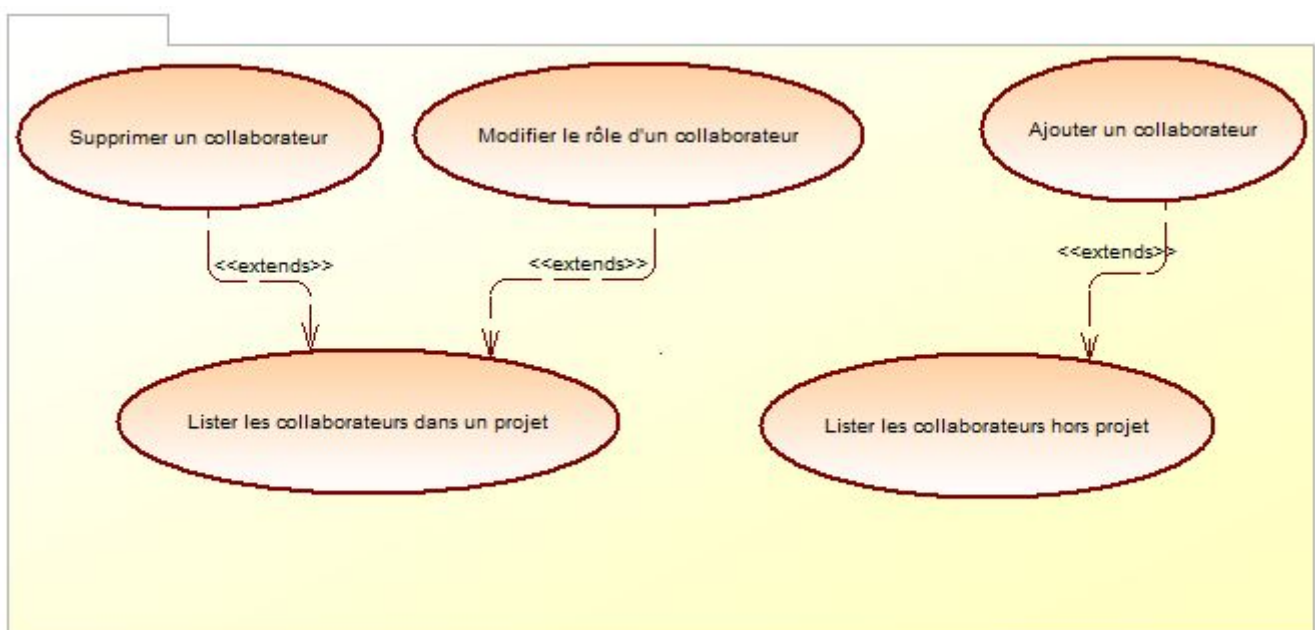 Supprimer un collaborateur
Modifier le rôle d'un collaborateur
Ajouter un collaborateur
<<extends>>
<<extends>>
<<extends>>
Lister les collaborateurs dans un projet
Lister les collaborateurs hors projet